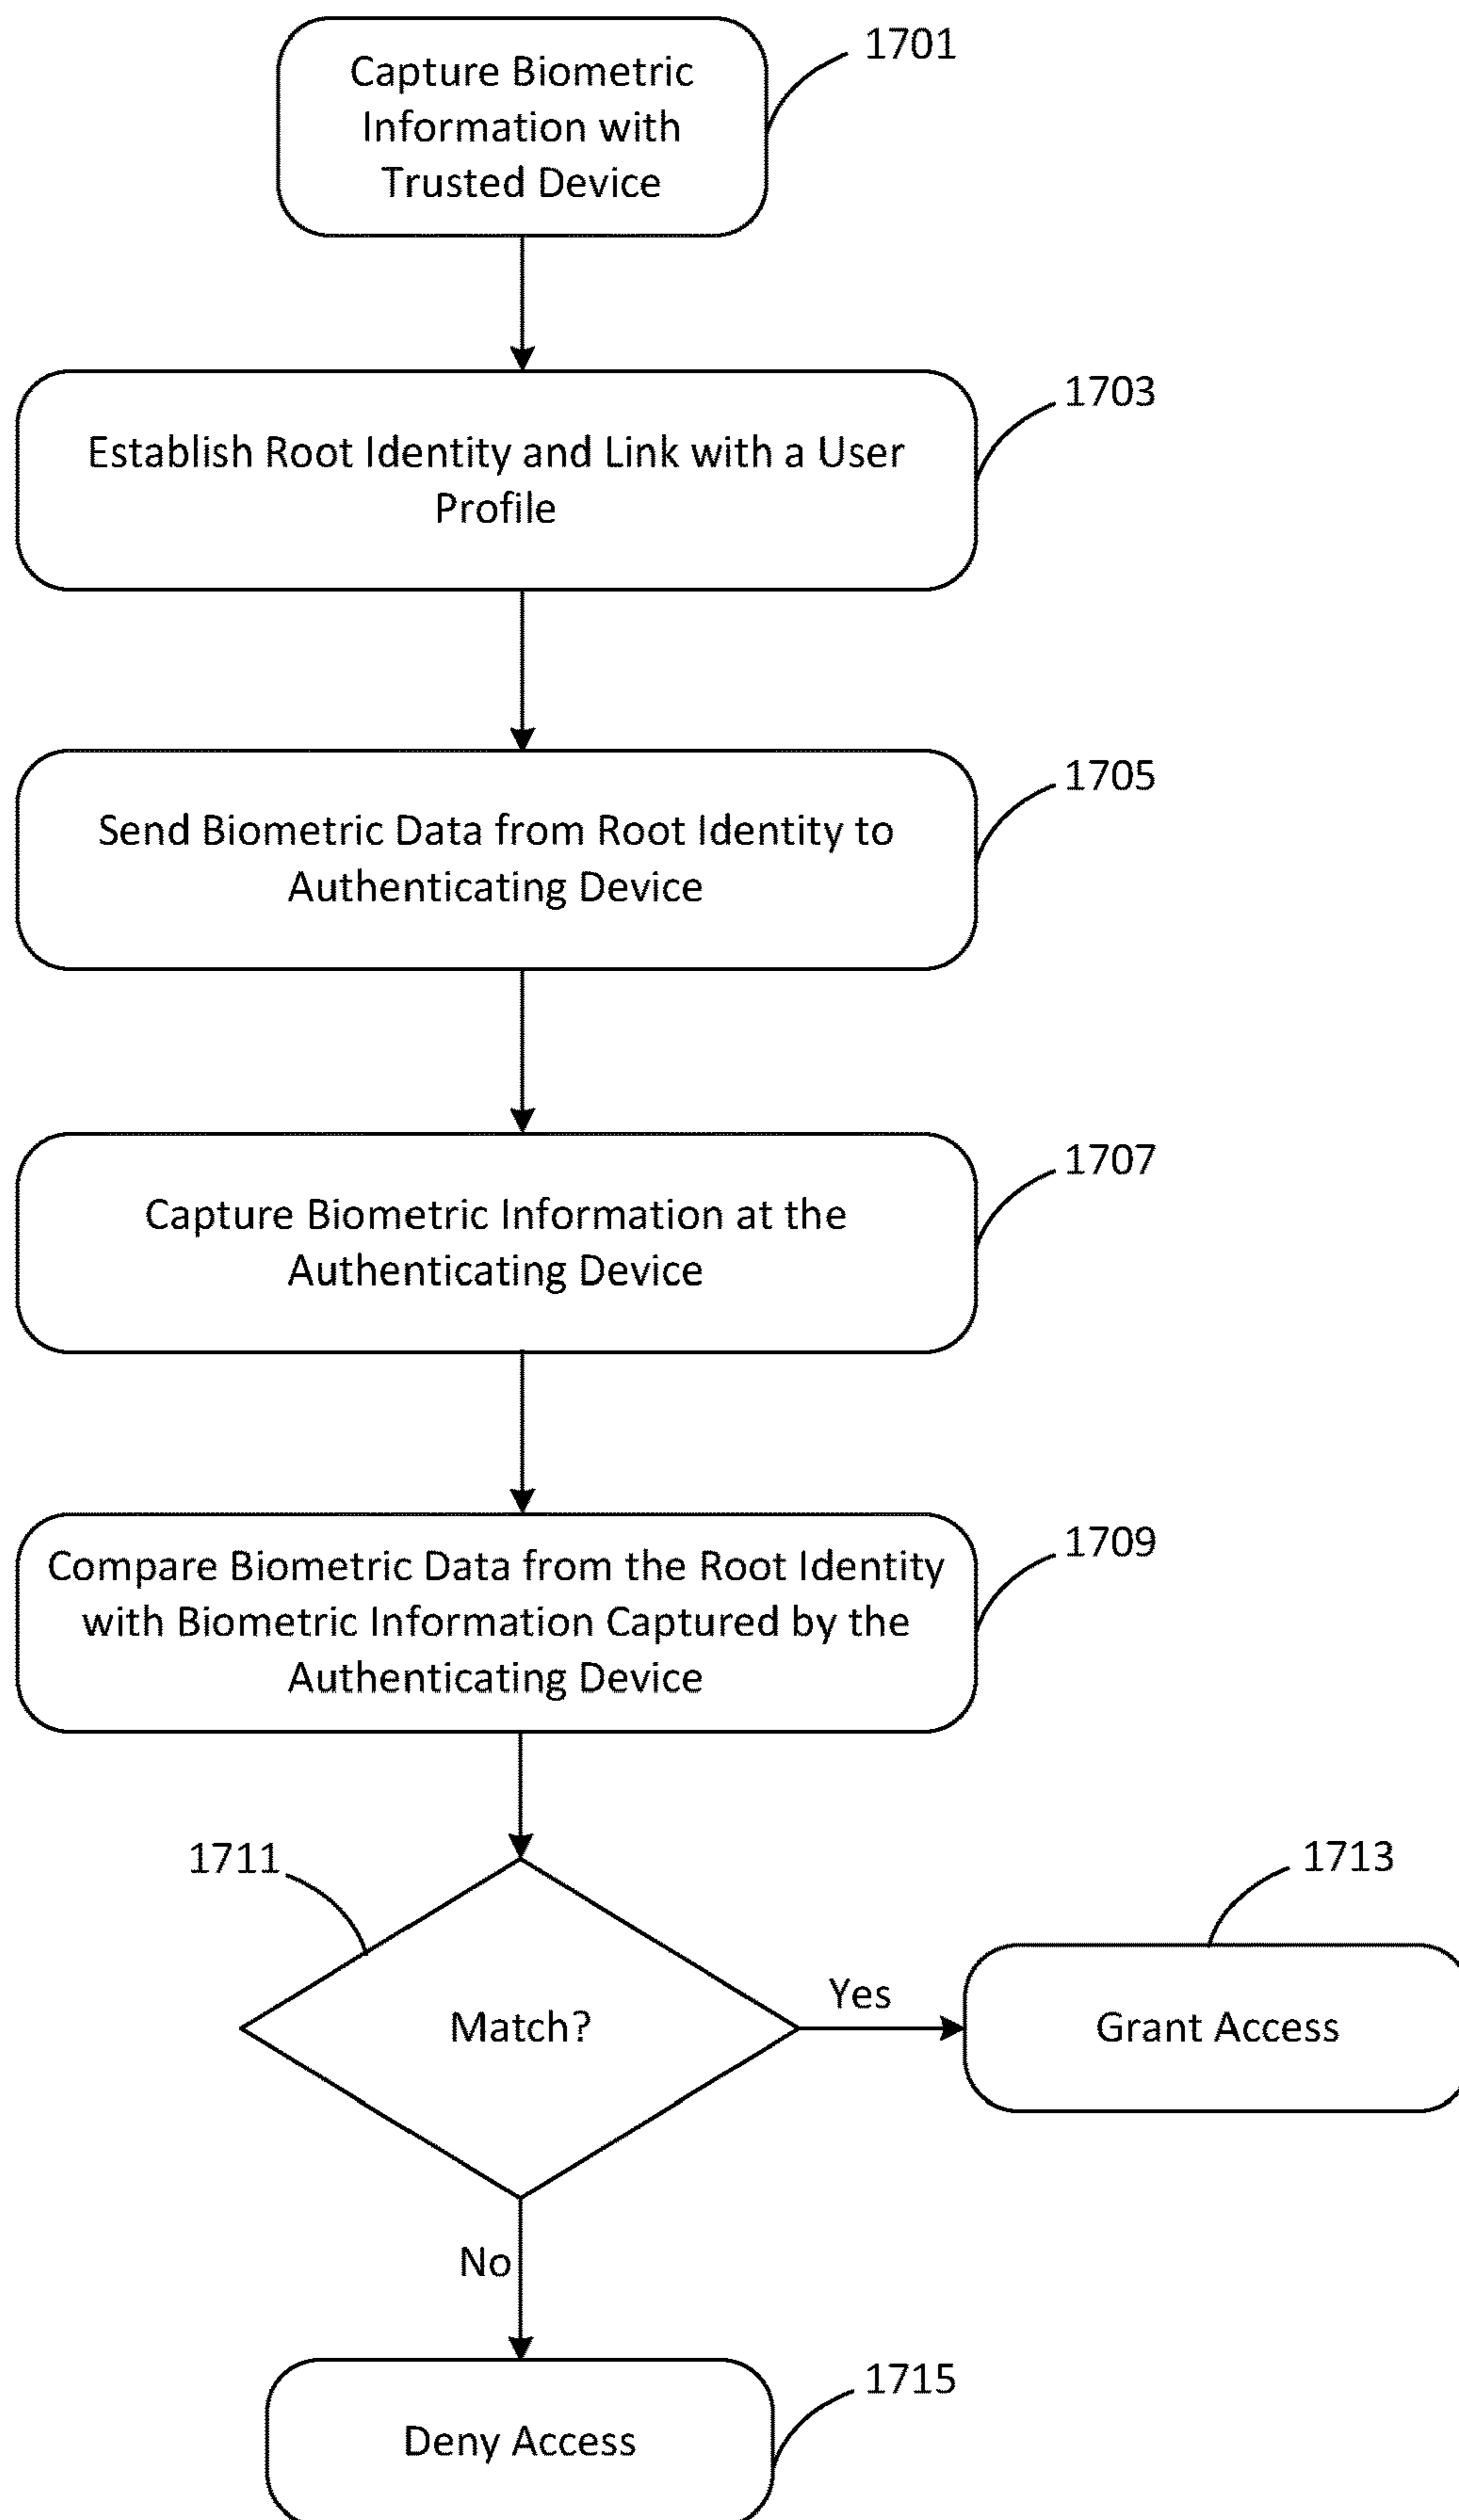 1701
Capture Biometric
Information with
Trusted Device
1703
Establish Root Identity and Link with a User
Profile
1705
Send Biometric Data from Root Identity to
Authenticating Device
1707
Capture Biometric Information at the
Authenticating Device
1709
Compare Biometric Data from the Root Identity
with Biometric Information Captured by the
Authenticating Device
1711
Match?
Yes
1713
Grant Access
No
1715
Deny Access